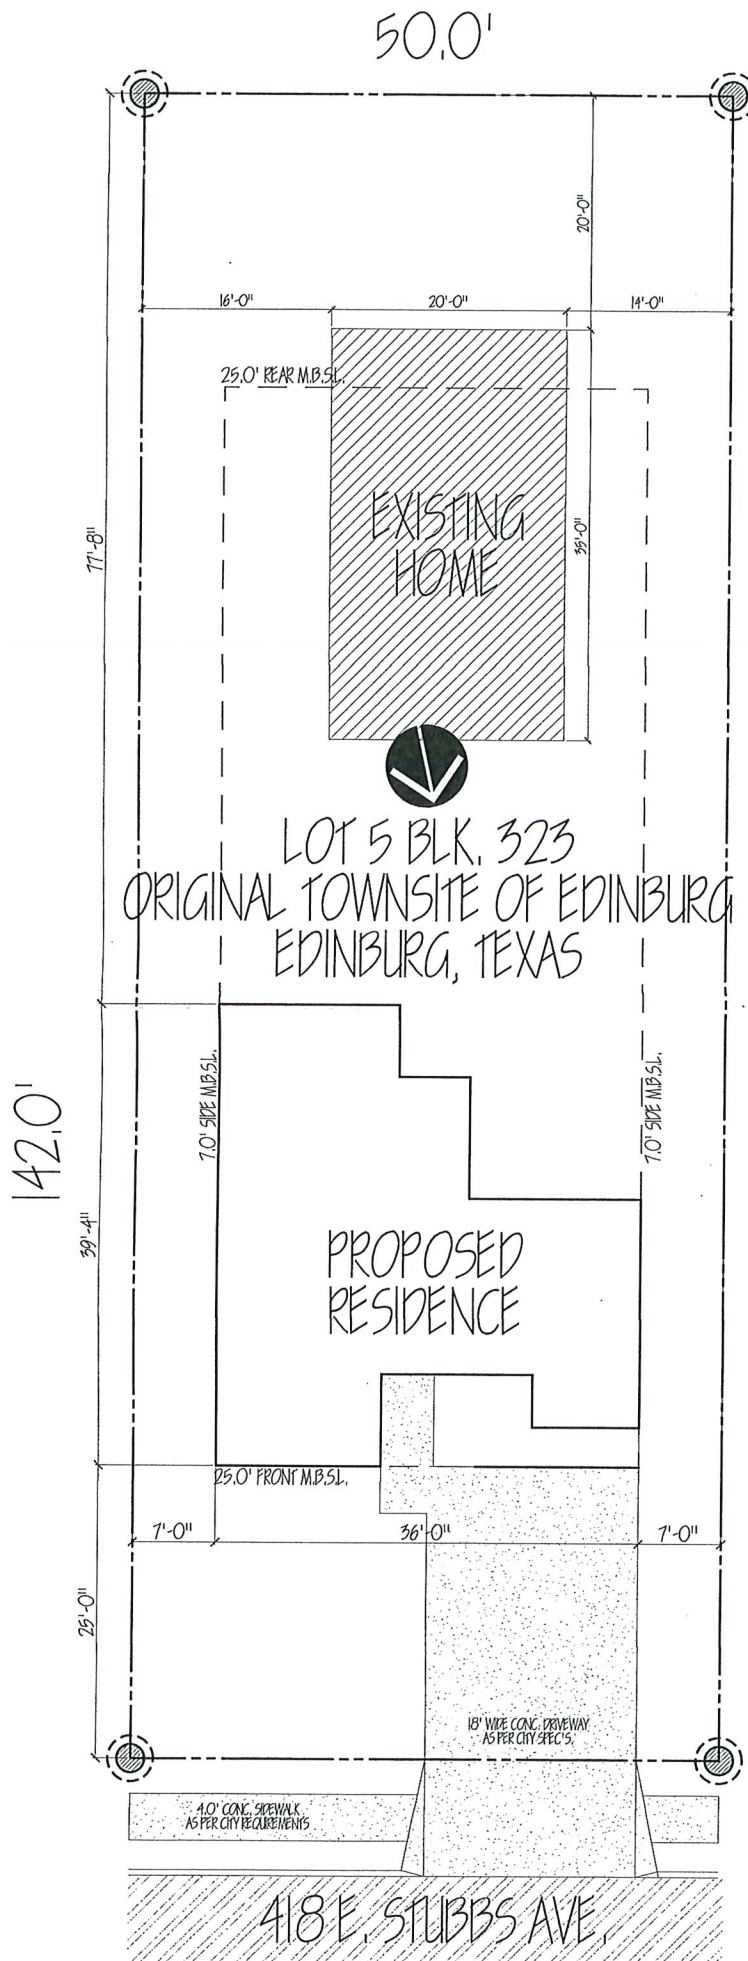 50.0'
20'-0"
16'-0"
20'-0"
14'-0"
25.0' REAR M.B.S.L.
EXISTING
HOME
35'-0"
77'-8"
LOT 5 BLK. 323
ORIGINAL TOWNSITE OF EDINBURG
EDINBURG, TEXAS
7.0' SIDE M.B.S.L.
7.0' SIDE M.B.S.L.
142.0'
39'-4"
PROPOSED
RESIDENCE
25.0' FRONT M.B.S.L.
7'-0"
36'-0"
7'-0"
25'-0"
18' WIDE CONC. DRIVEWAY
AS PER CITY SPEC'S.
4.0' CONC. SIDEWALK
AS PER CITY REQUIREMENTS
418 E. STUBBS AVE.